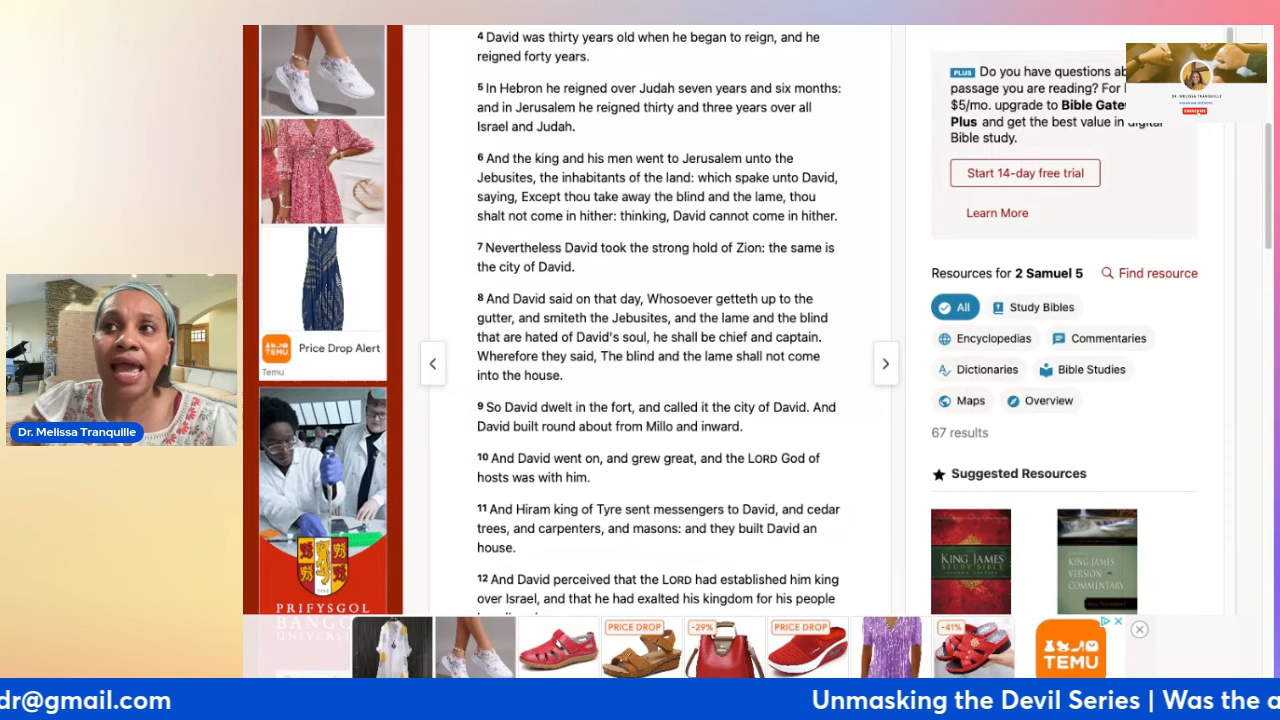 4 David was thirty years old when he began to reign, and he
reigned forty years.
5 In Hebron he reigned over Judah seven years and six months:
and in Jerusalem he reigned thirty and three years over all
Israel and Judah.
6 And the king and his men went to Jerusalem unto the
Jebusites, the inhabitants of the land: which spake unto David,
saying, Except thou take away the blind and the lame, thou
shalt not come in hither: thinking, David cannot come in hither.
7 Nevertheless David took the strong hold of Zion: the same is
the city of David.
8 And David said on that day, Whosoever getteth up to the
gutter, and smiteth the Jebusites, and the lame and the blind
that are hated of David's soul, he shall be chief and captain.
Wherefore they said, The blind and the lame shall not come
into the house.
9 So David dwelt in the fort, and called it the city of David. And
David built round about from Millo and inward.
10 And David went on, and grew great, and the LORD God of
hosts was with him.
11 And Hiram king of Tyre sent messengers to David, and cedar
trees, and carpenters, and masons: and they built David an
house.
12 And David perceived that the LORD had established him king
over Israel, and that he had exalted his kingdom for his people
PLUS Do you have questions ab
passage you are reading? For
$5/mo. upgrade to Bible Gate
Plus and get the best value in digital
Bible study.
Start 14-day free trial
Learn More
DR. MELISSA TRANQUILLE
Resources for 2 Samuel 5
Find resource
All
Study Bibles
Encyclopedias
Commentaries
Dictionaries
Bible Studies
Maps
Overview
67 results
Suggested Resources
KING JAMES
STUDY BIBLE
KING JAMES
VERSION
COMMENTARY
TEMU
Price Drop Alert
Temu
Dr. Melissa Tranquille
PRIFYSGOL
BANGOR
UNIVERSITY
PRICE DROP
-29%
PRICE DROP
-41%
TEMU
dr@gmail.com
Unmasking the Devil Series | Was the